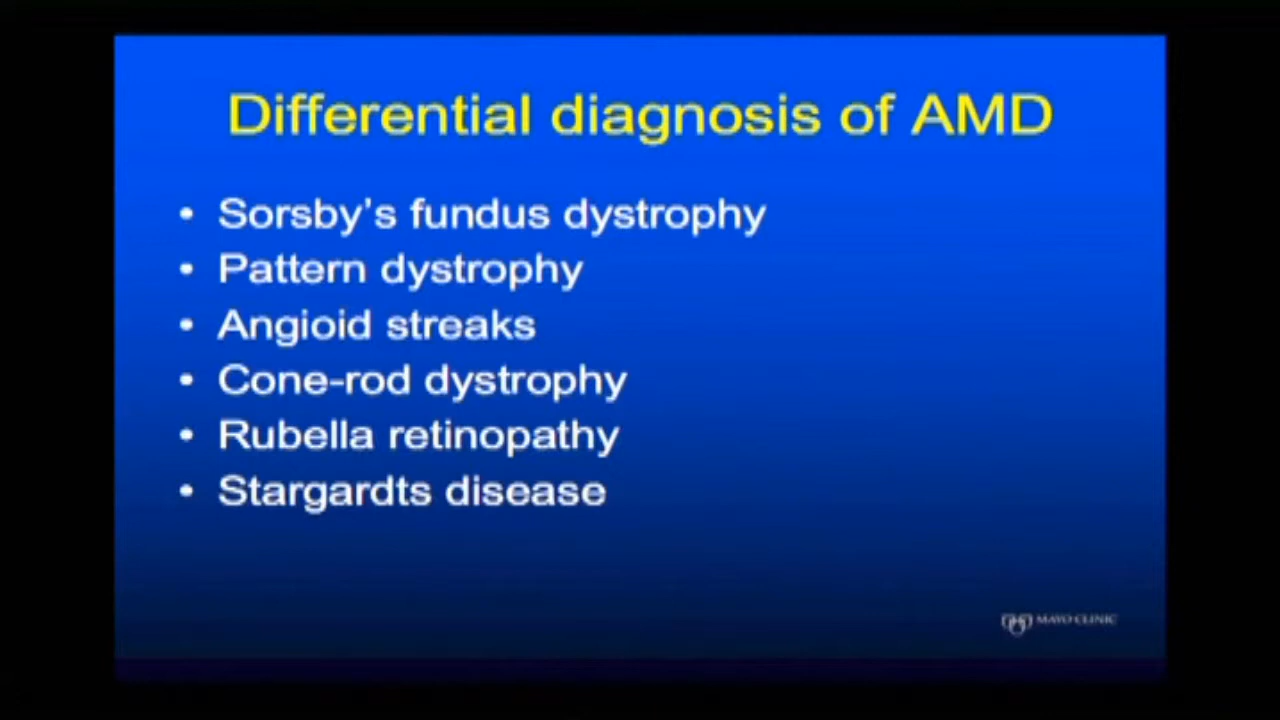 Differential diagnosis of AMD
• Sorsby's fundus dystrophy
• Pattern dystrophy
• Angioid streaks
• Cone-rod dystrophy
• Rubella retinopathy
• Stargardts disease
MAYO CLINIC